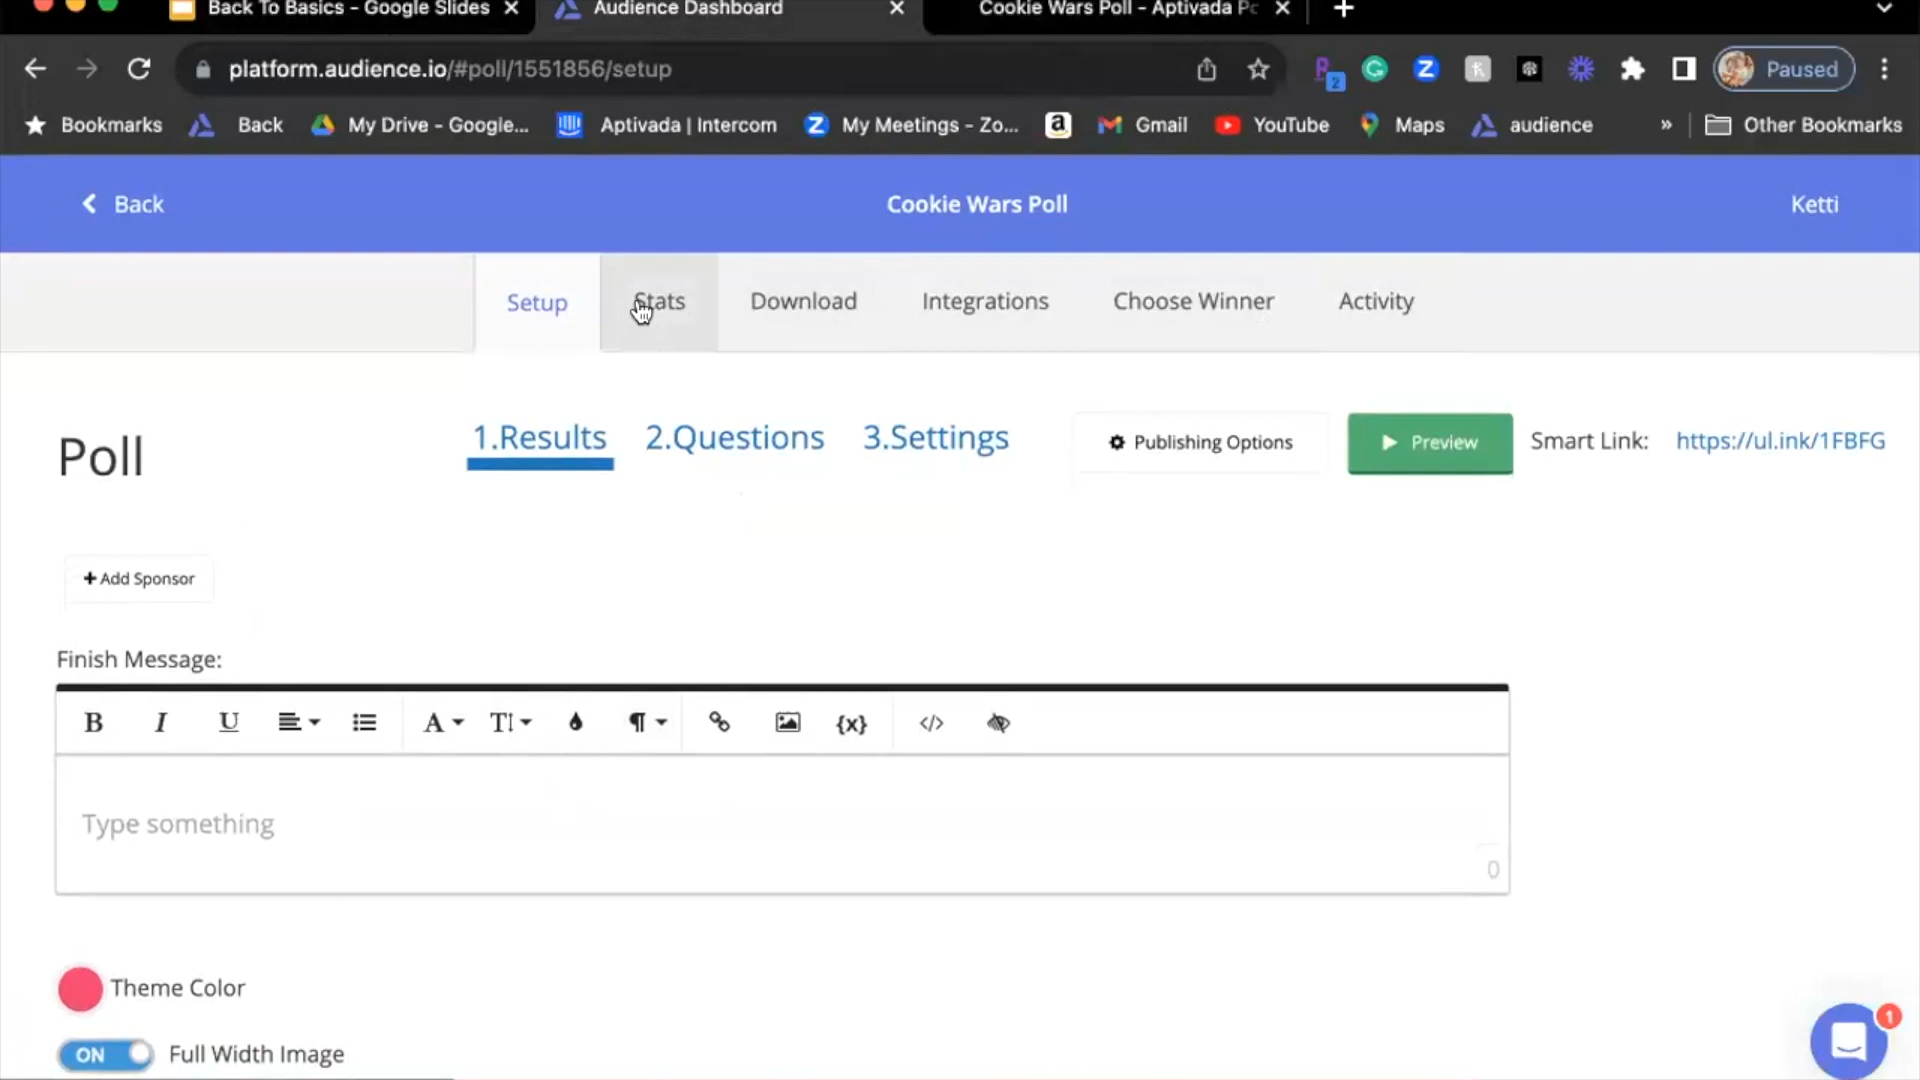 Back To Basics - Google Slides
Audience Dashboard
Cookie Wars Poll - Aptivada Po
platform.audience.io/#poll/1551856/setup
2
Paused
Bookmarks
Back
My Drive - Google...
Aptivada | Intercom
My Meetings - Zo...
Gmail
YouTube
Maps
audience
»
Other Bookmarks
Back
Cookie Wars Poll
Ketti
Setup
Stats
Download
Integrations
Choose Winner
Activity
Poll
1.Results
2.Questions
3.Settings
Publishing Options
Preview
Smart Link:
https://ul.ink/1FBFG
+ Add Sponsor
Finish Message:
B I U
A
{x}
</>
Type something
0
Theme Color
ON
Full Width Image
1